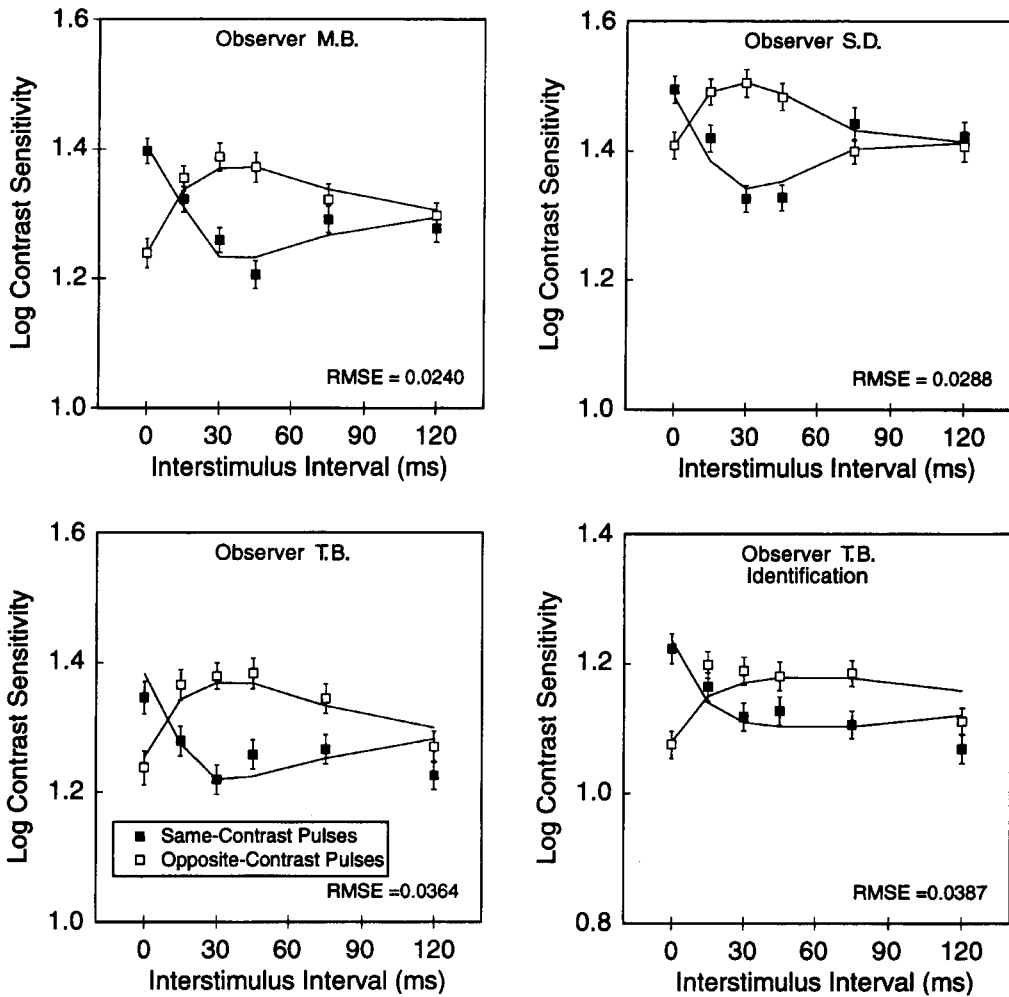 Observer M.B.
Log Contrast Sensitivity
1.6
1.4
1.2
1.0
RMSE = 0.0240
0 30 60 90 120
Interstimulus Interval (ms)
Observer S.D.
Log Contrast Sensitivity
1.6
1.4
1.2
1.0
RMSE = 0.0288
0 30 60 90 120
Interstimulus Interval (ms)
Observer T.B.
Log Contrast Sensitivity
1.6
1.4
1.2
1.0
Same-Contrast Pulses
Opposite-Contrast Pulses
RMSE =0.0364
0 30 60 90 120
Interstimulus Interval (ms)
Observer T.B.
Identification
Log Contrast Sensitivity
1.4
1.2
1.0
0.8
RMSE =0.0387
0 30 60 90 120
Interstimulus Interval (ms)